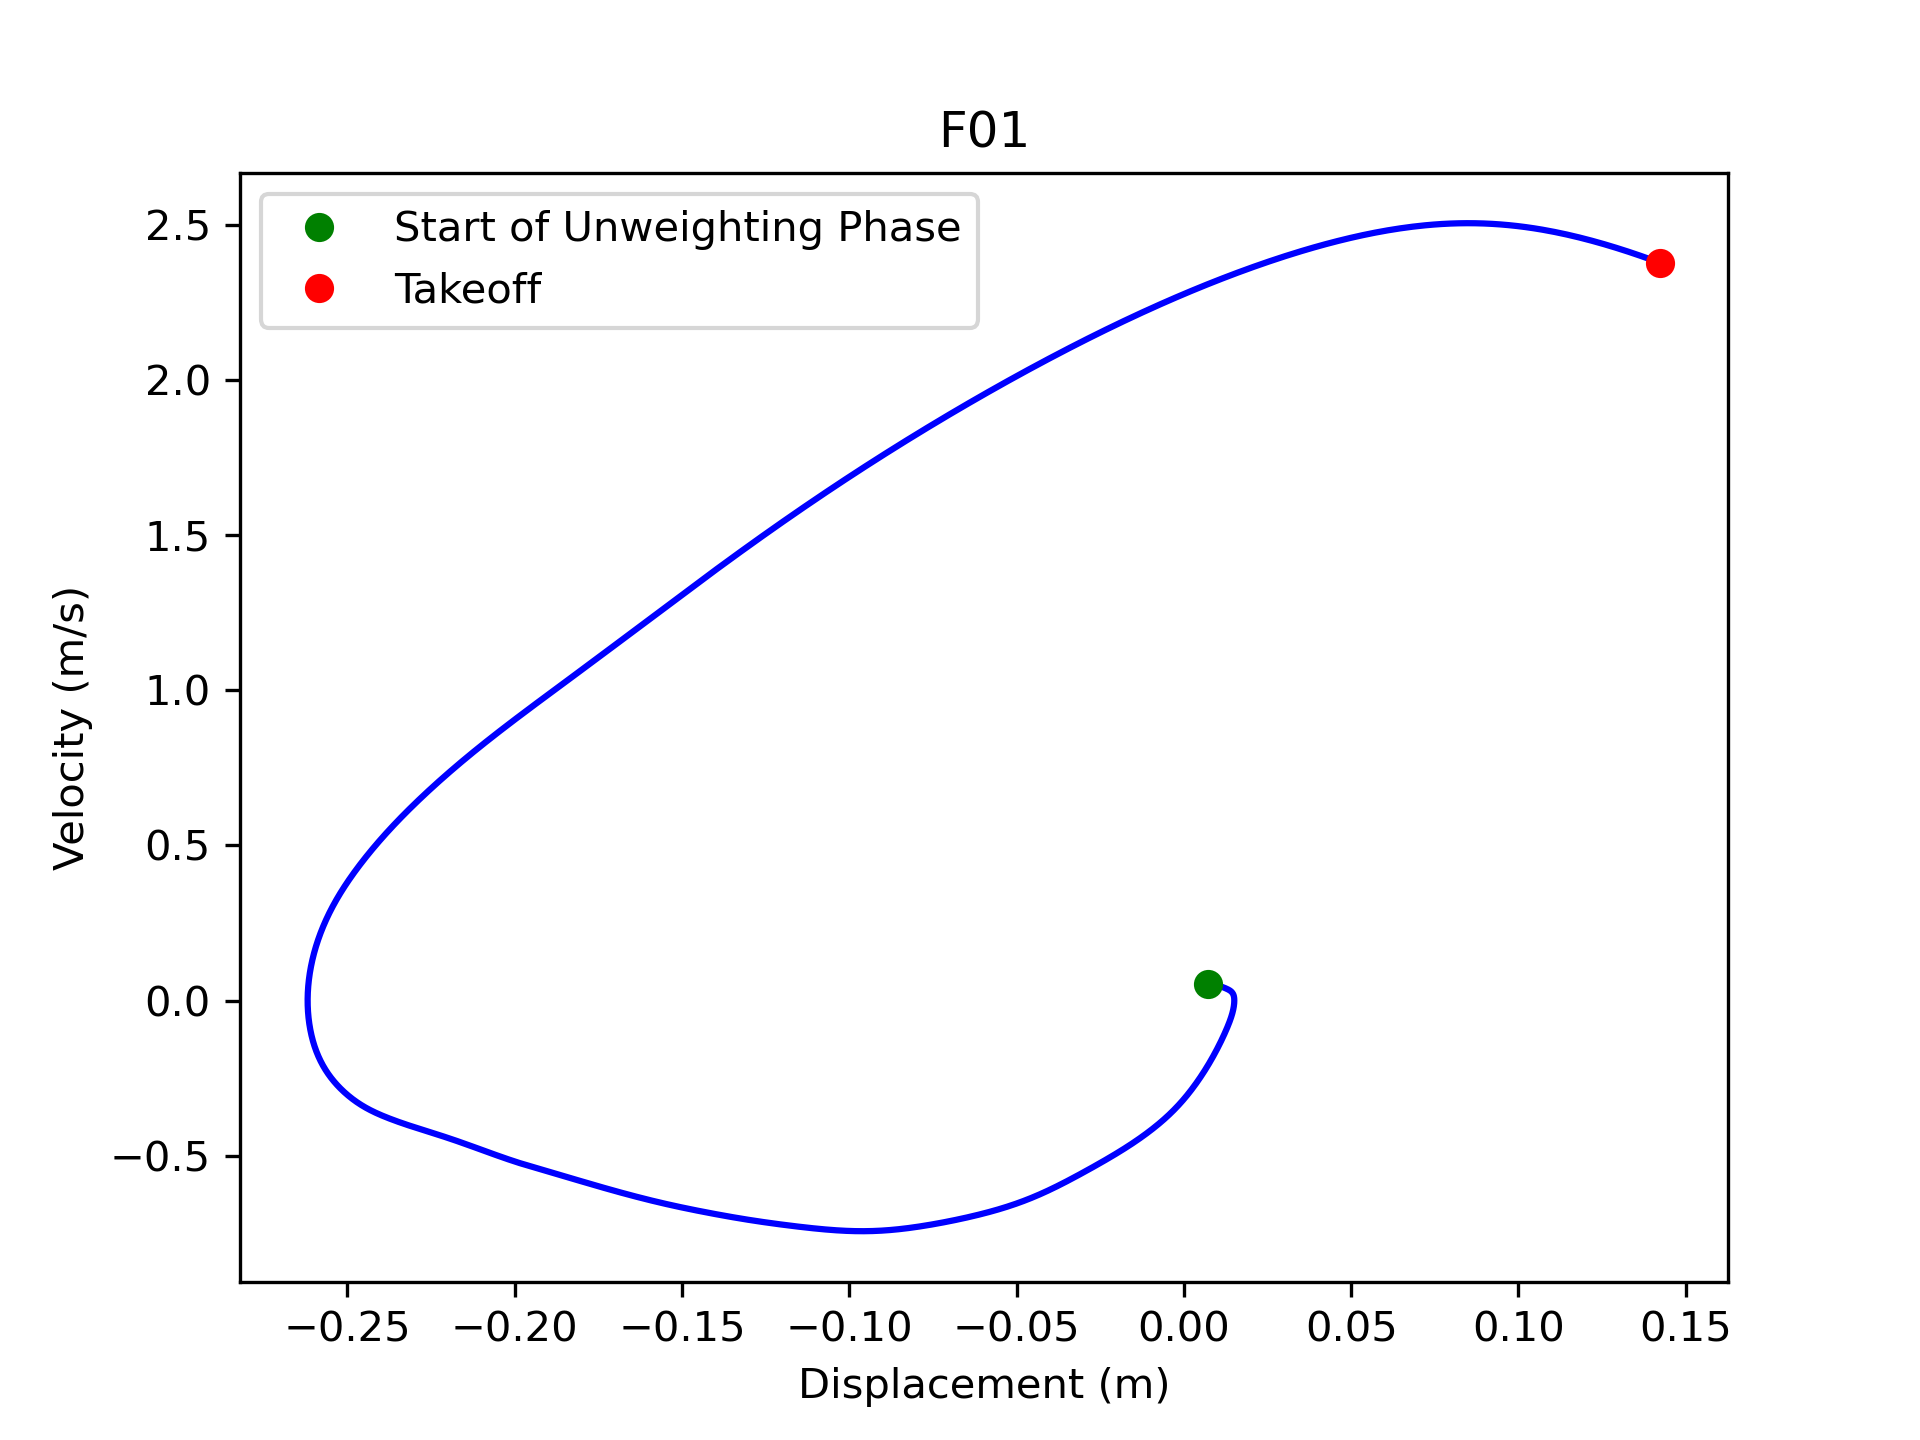 F01
Start of Unweighting Phase
Takeoff
2.5
2.0
1.5
1.0
0.5
0.0
−0.5
Velocity (m/s)
−0.25 −0.20 −0.15 −0.10 −0.05 0.00 0.05 0.10 0.15
Displacement (m)